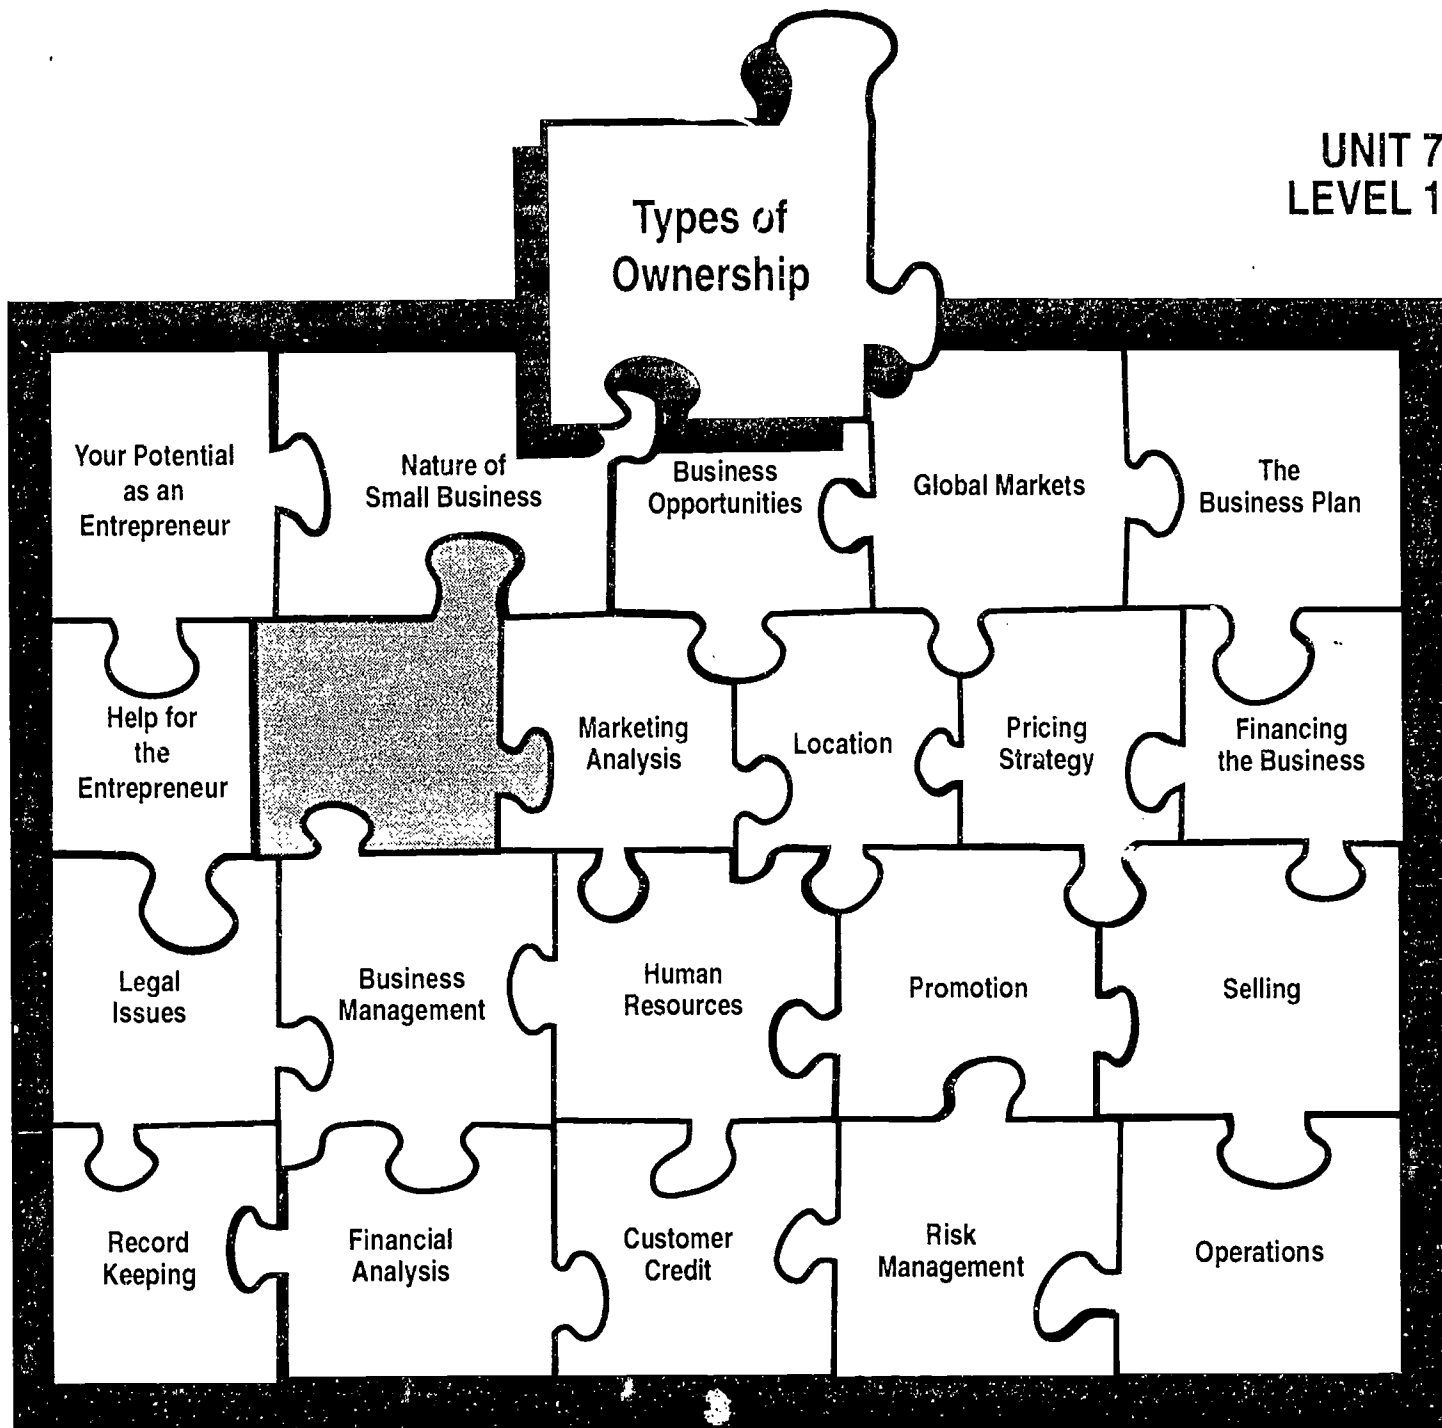 UNIT 7
LEVEL 1
Types of
Ownership
Your Potential
as an
Entrepreneur
Nature of
Small Business
Business
Opportunities
Global Markets
The
Business Plan
Help for
the
Entrepreneur
Marketing
Analysis
Location
Pricing
Strategy
Financing
the Business
Legal
Issues
Business
Management
Human
Resources
Promotion
Selling
Record
Keeping
Financial
Analysis
Customer
Credit
Risk
Management
Operations